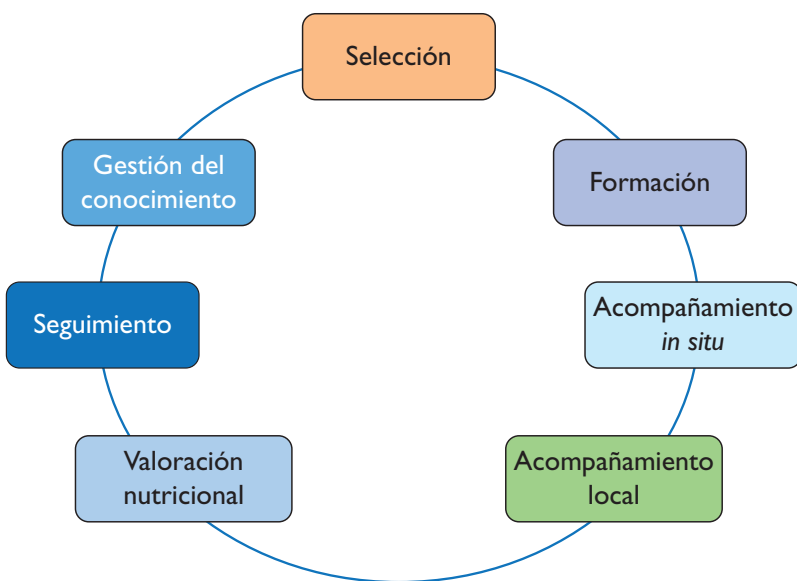 Selección
Formación
Acompañamiento
in situ
Acompañamiento
local
Valoración
nutricional
Seguimiento
Gestión del
conocimiento